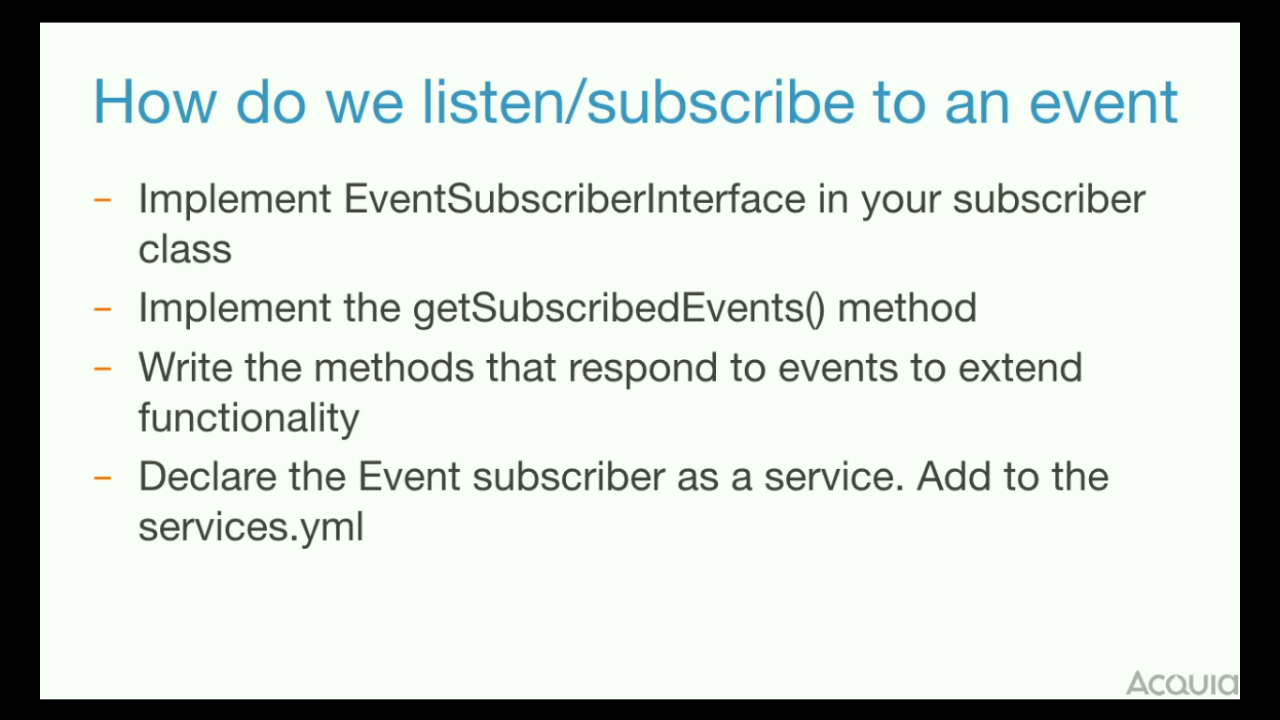 How do we listen/subscribe to an event
– Implement EventSubscriberInterface in your subscriber
class
– Implement the getSubscribedEvents() method
– Write the methods that respond to events to extend
functionality
– Declare the Event subscriber as a service. Add to the
services.yml
Acquia